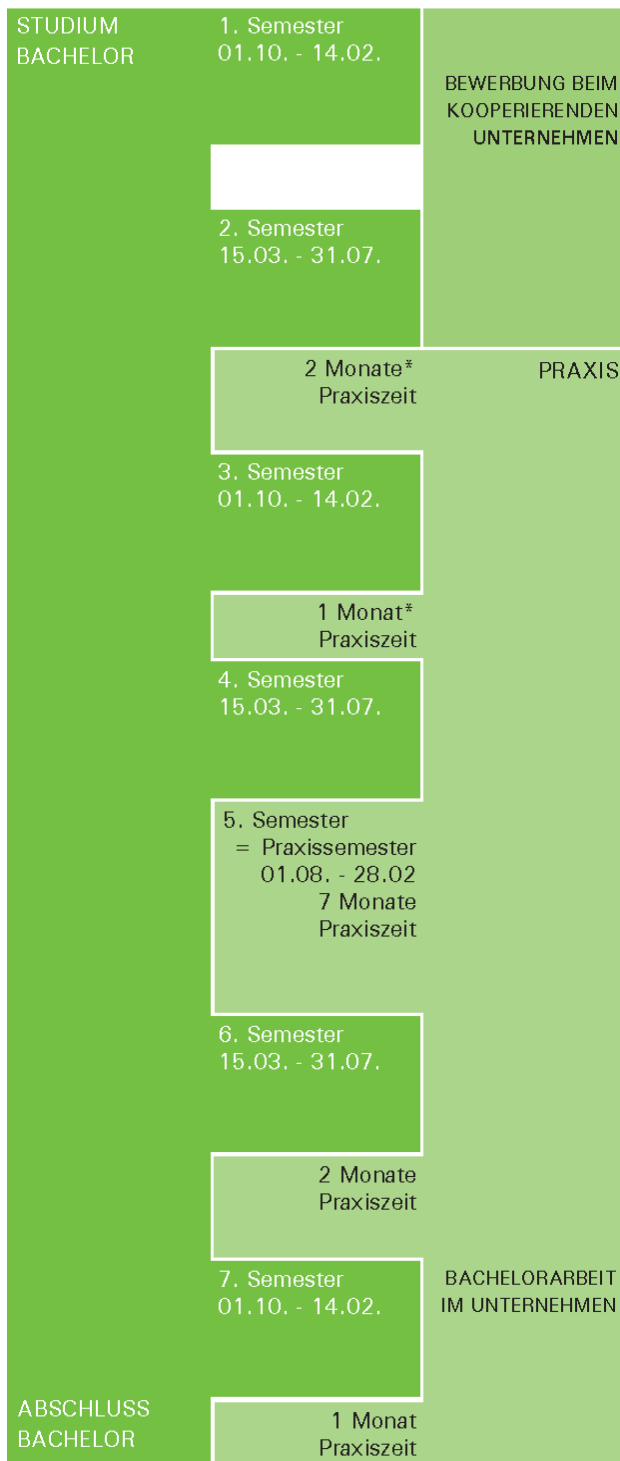 STUDIUM
BACHELOR
1. Semester
01.10. - 14.02.
BEWERBUNG BEIM
KOOPERIERENDEN
UNTERNEHMEN
2. Semester
15.03. - 31.07.
2 Monate*
Praxiszeit
PRAXIS
3. Semester
01.10. - 14.02.
1 Monat*
Praxiszeit
4. Semester
15.03. - 31.07.
5. Semester
= Praxissemester
01.08. - 28.02
7 Monate
Praxiszeit
6. Semester
15.03. - 31.07.
2 Monate
Praxiszeit
7. Semester
01.10. - 14.02.
BACHELORARBEIT
IM UNTERNEHMEN
ABSCHLUSS
BACHELOR
1 Monat
Praxiszeit